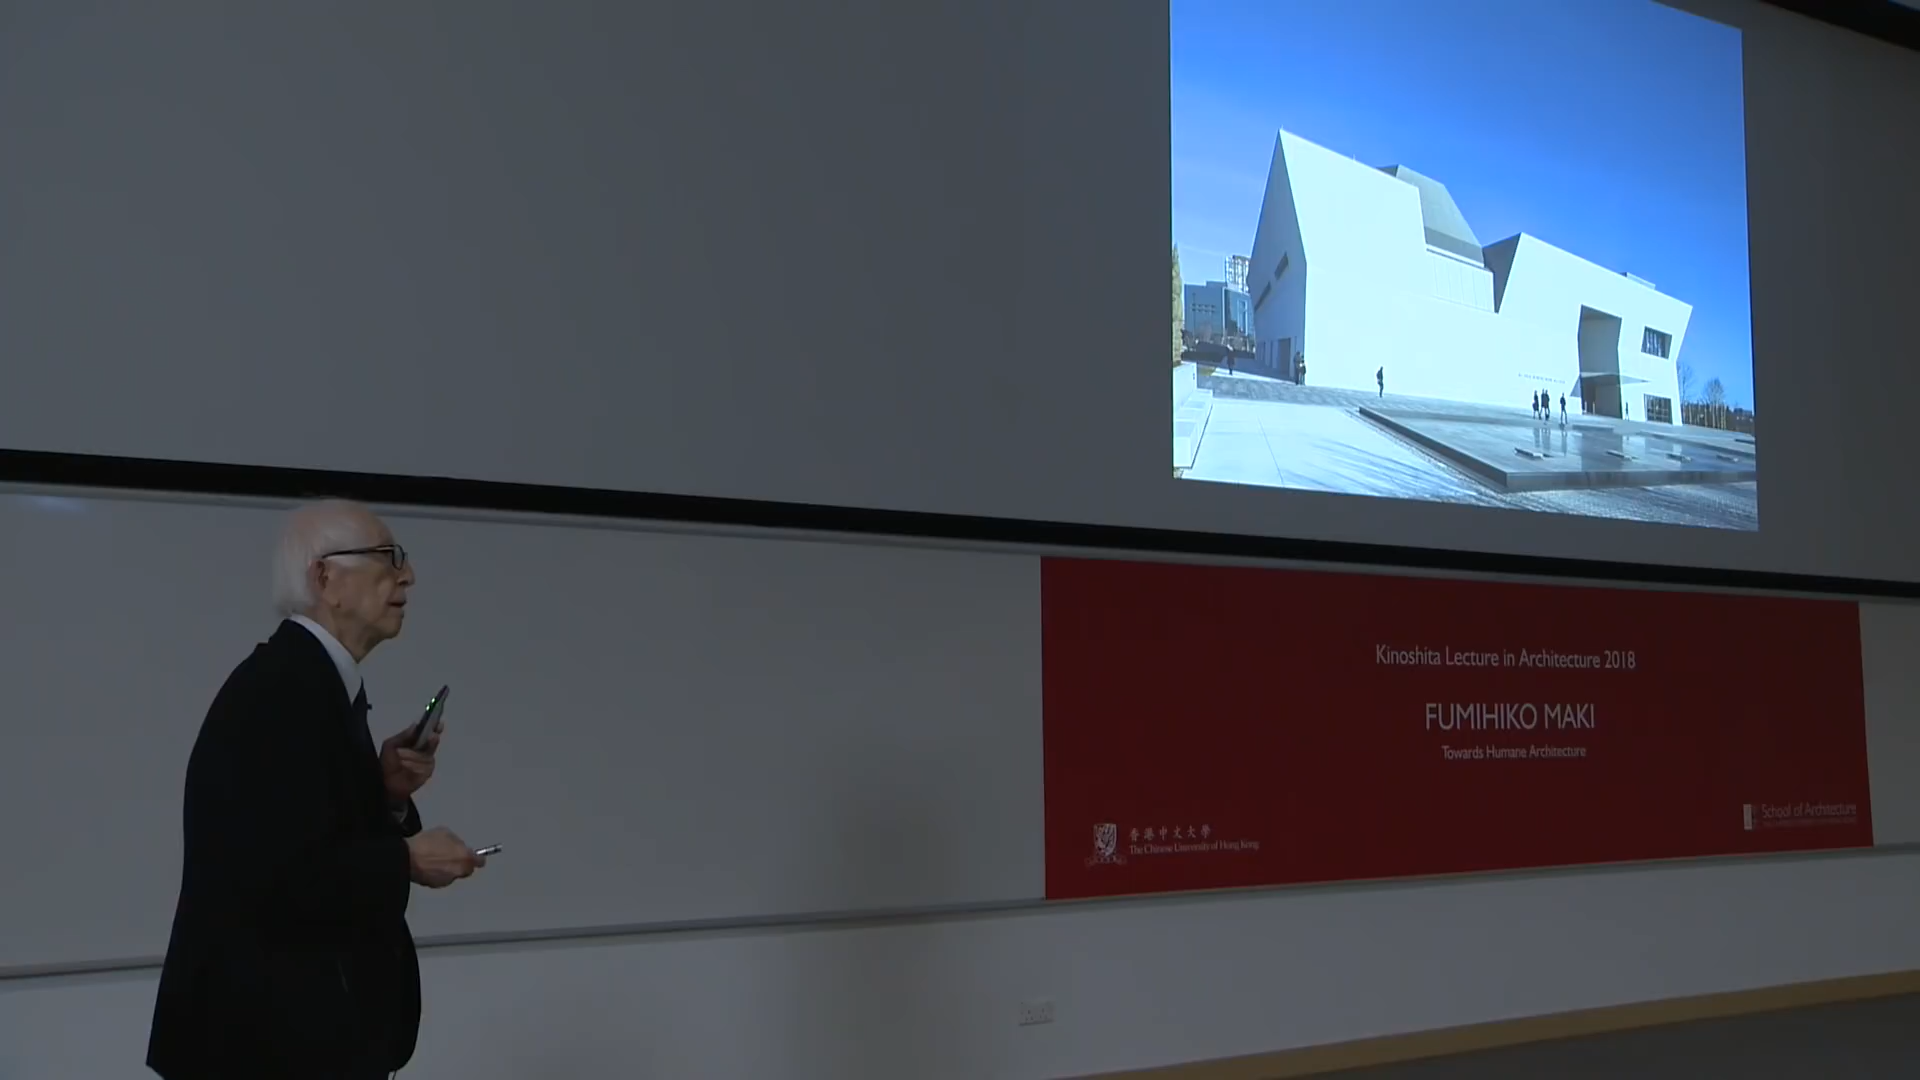 Kinoshita Lecture in Architecture 2018
FUMIHIKO MAKI
Towards Humane Architecture
香港中文大學
The Chinese University of Hong Kong
School of Architecture